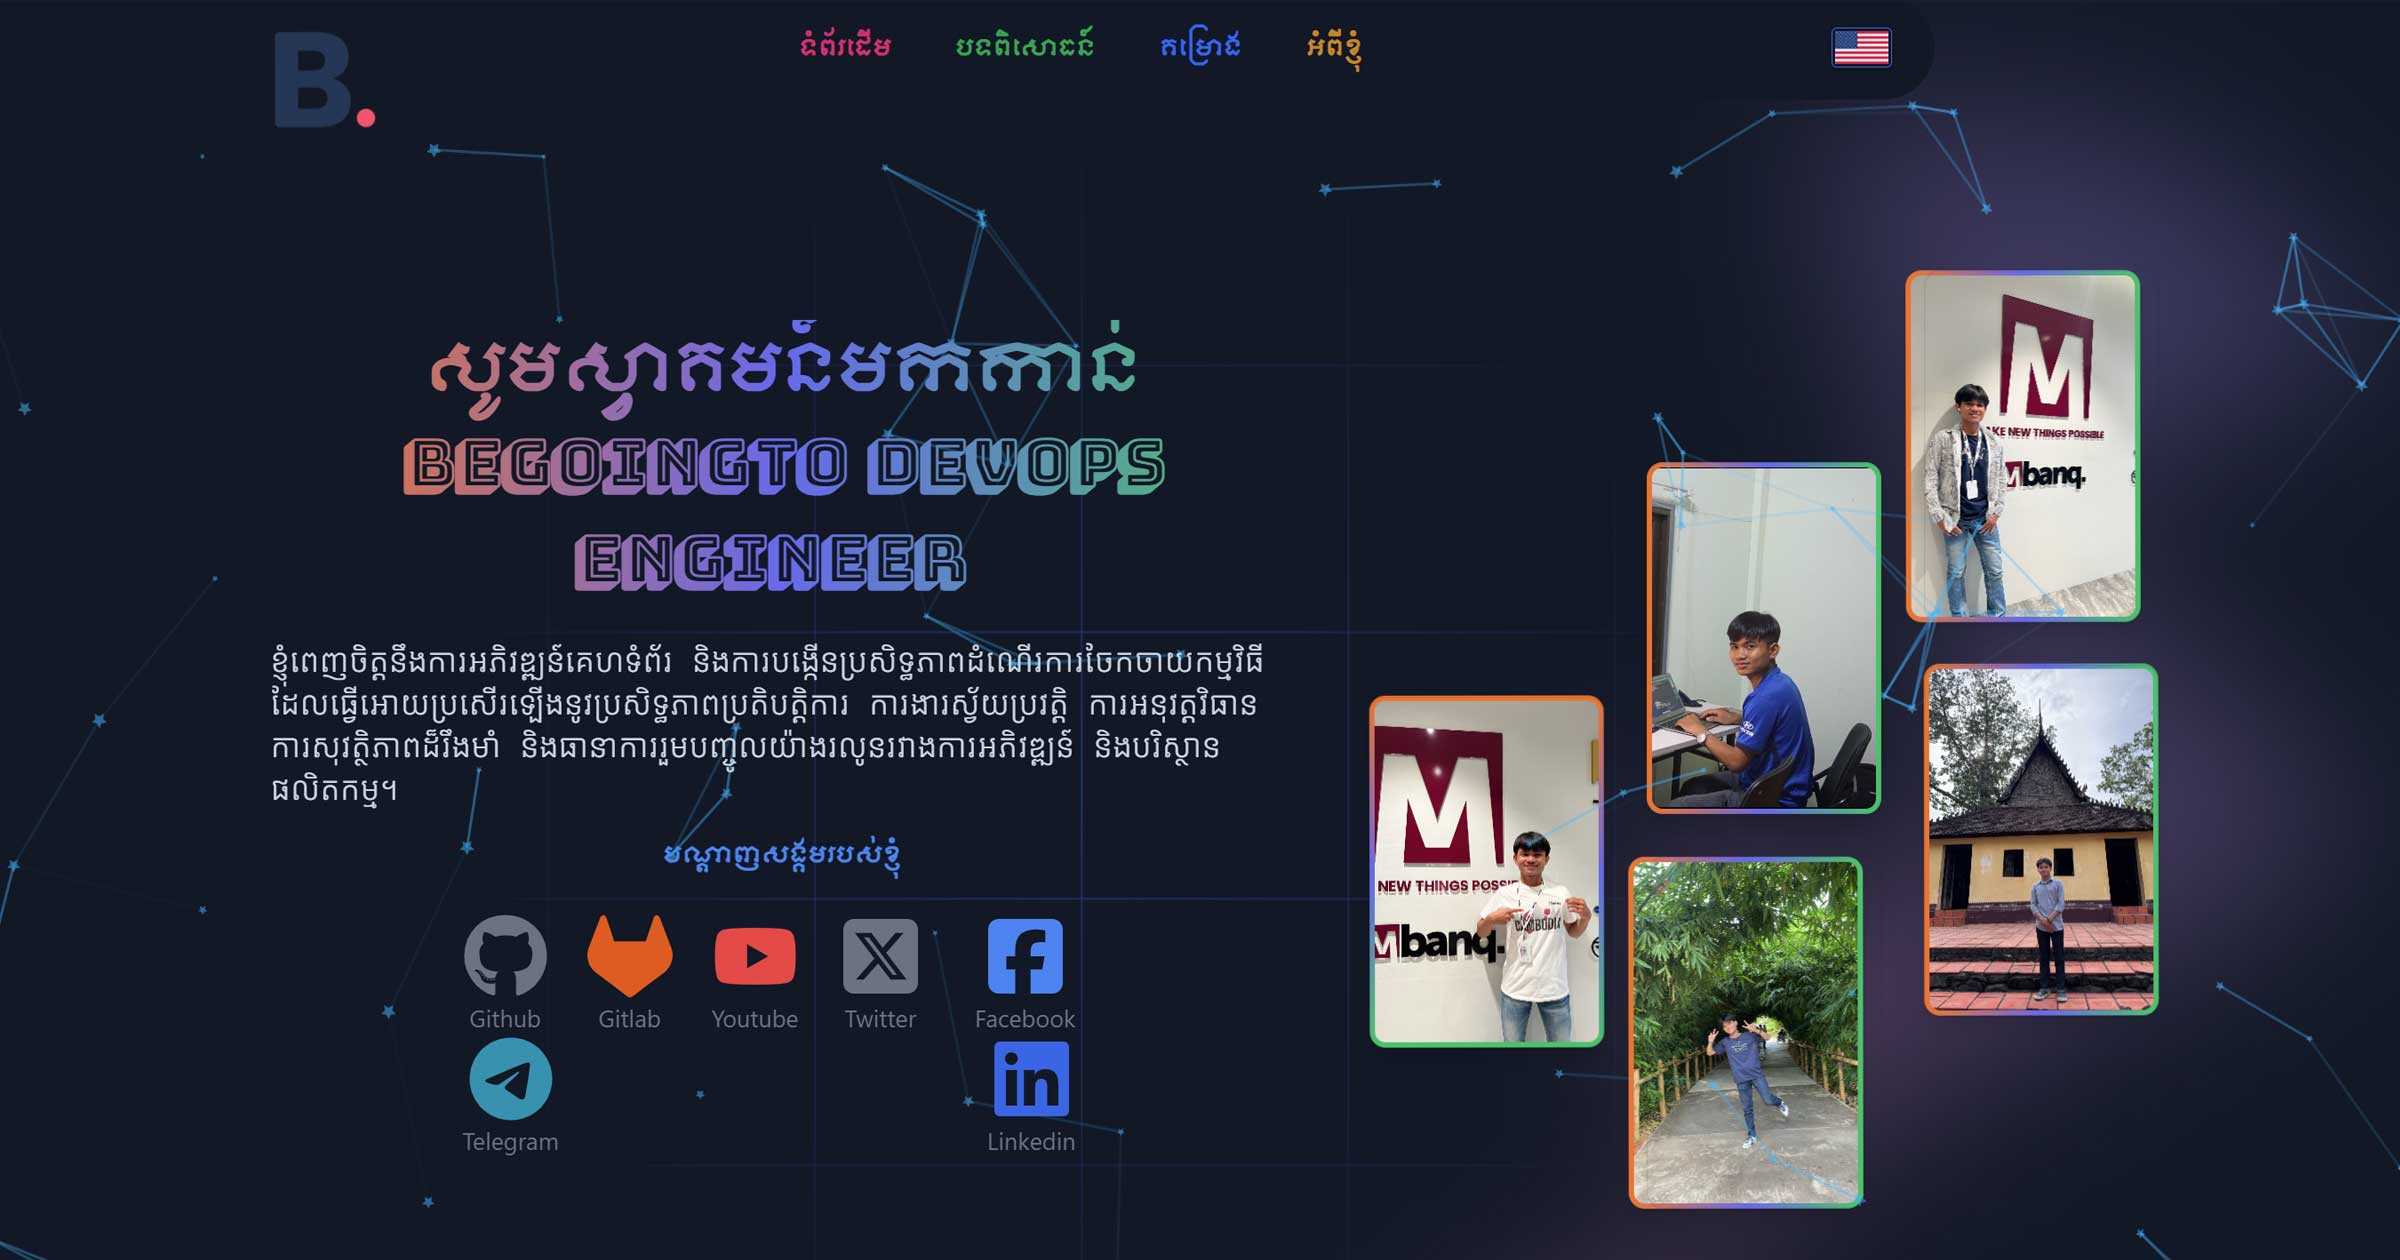 B.
ទំព័រដើម
បទពិសោធន៍
គម្រោង
អំពីខ្ញុំ
សូមស្វាគមន៍មកកាន់
BEGOINGTO DEVOPS
ENGINEER
ខ្ញុំពេញចិត្តនឹងការអភិវឌ្ឍន៍គេហទំព័រ និងការបង្កើនប្រសិទ្ធភាពដំណើរការចែកចាយកម្មវិធី
ដែលធ្វើអោយប្រសើរឡើងនូវប្រសិទ្ធភាពប្រតិបត្តិការ ការងារស្វ័យប្រវត្តិ ការអនុវត្តវិធាន
ការសុវត្ថិភាពដ៏រឹងមាំ និងធានាការរួមបញ្ចូលយ៉ាងរលូនរវាងការអភិវឌ្ឍន៍ និងបរិស្ថាន
ផលិតកម្ម។
បណ្តាញសង្គមរបស់ខ្ញុំ
Github
Gitlab
Youtube
Twitter
Facebook
Telegram
Linkedin
M
NEW THINGS POSSIBLE
Mbanq.
M
NEW THINGS
Mbanq.
CAMBODIA